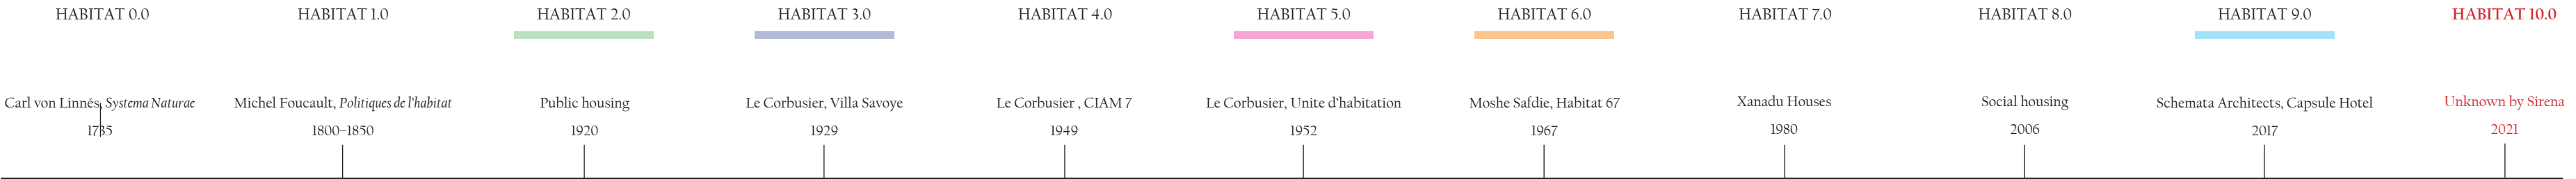 HABITAT 0.0
HABITAT 1.0
HABITAT 2.0
HABITAT 3.0
HABITAT 4.0
HABITAT 5.0
HABITAT 6.0
HABITAT 7.0
HABITAT 8.0
HABITAT 9.0
HABITAT 10.0
Carl von Linnés, Systema Naturae
1735
Michel Foucault, Politiques de l'habitat
1800–1850
Public housing
1920
Le Corbusier, Villa Savoye
1929
Le Corbusier , CIAM 7
1949
Le Corbusier, Unite d'habitation
1952
Moshe Safdie, Habitat 67
1967
Xanadu Houses
1980
Social housing
2006
Schemata Architects, Capsule Hotel
2017
Unknown by Sirena
2021